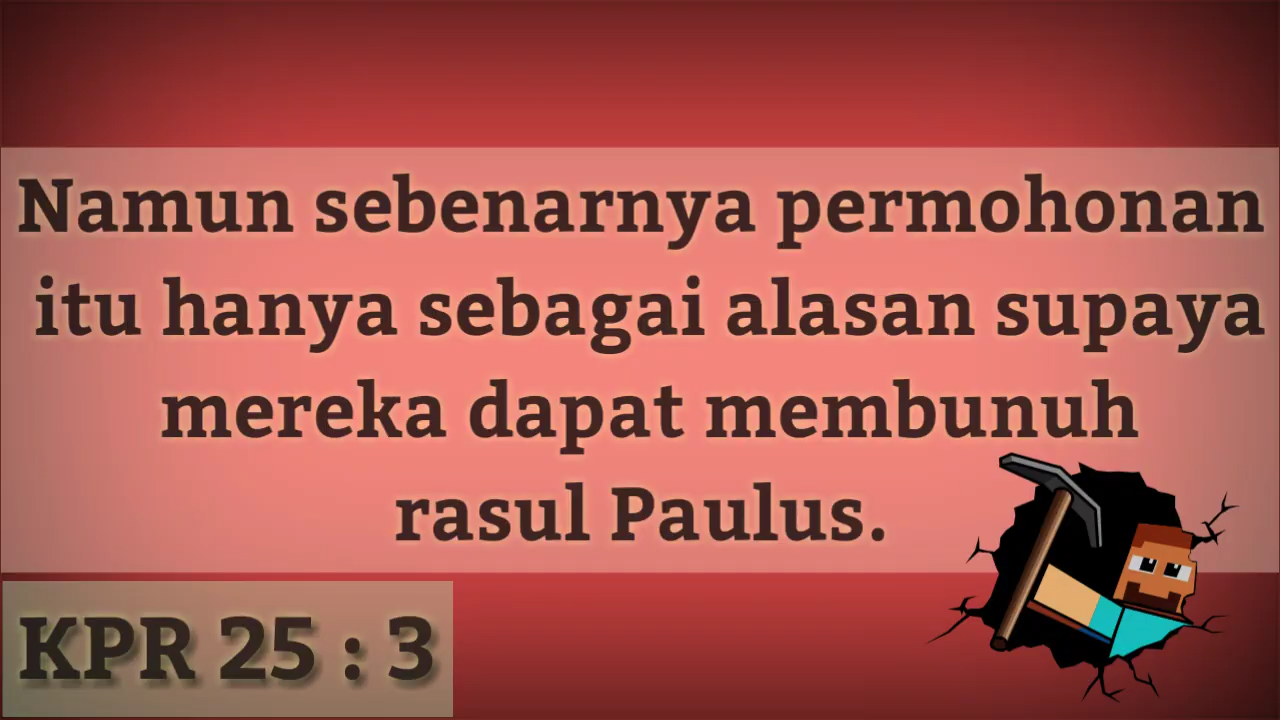 Namun sebenarnya permohonan
itu hanya sebagai alasan supaya
mereka dapat membunuh
rasul Paulus.
KPR 25 : 3